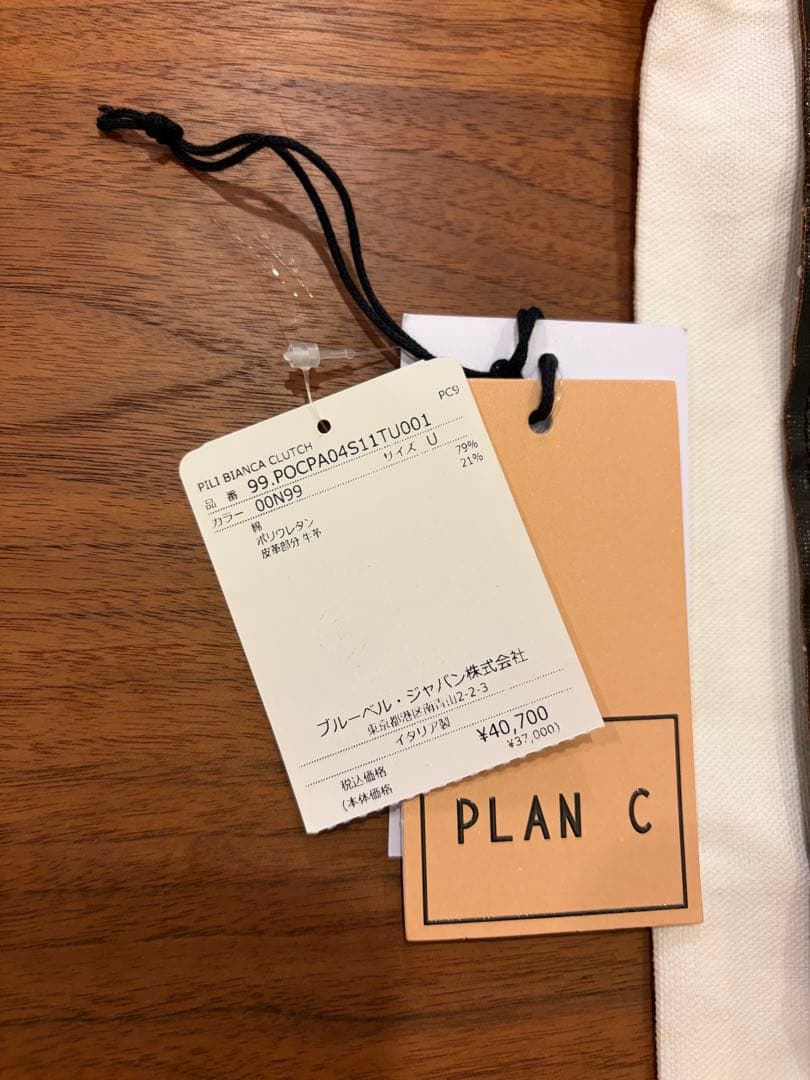 PC9
PILI BIANCA CLUTCH
品 番 99.POCPA04S11TU001
カラー 00N99 サイズ U
綿 79%
ポリウレタン 21%
皮革部分 牛革
ブルーベル・ジャパン株式会社
東京都港区南青山2-2-3
イタリア製
税込価格 ¥40,700
(本体価格 ¥37,000)
PLAN C